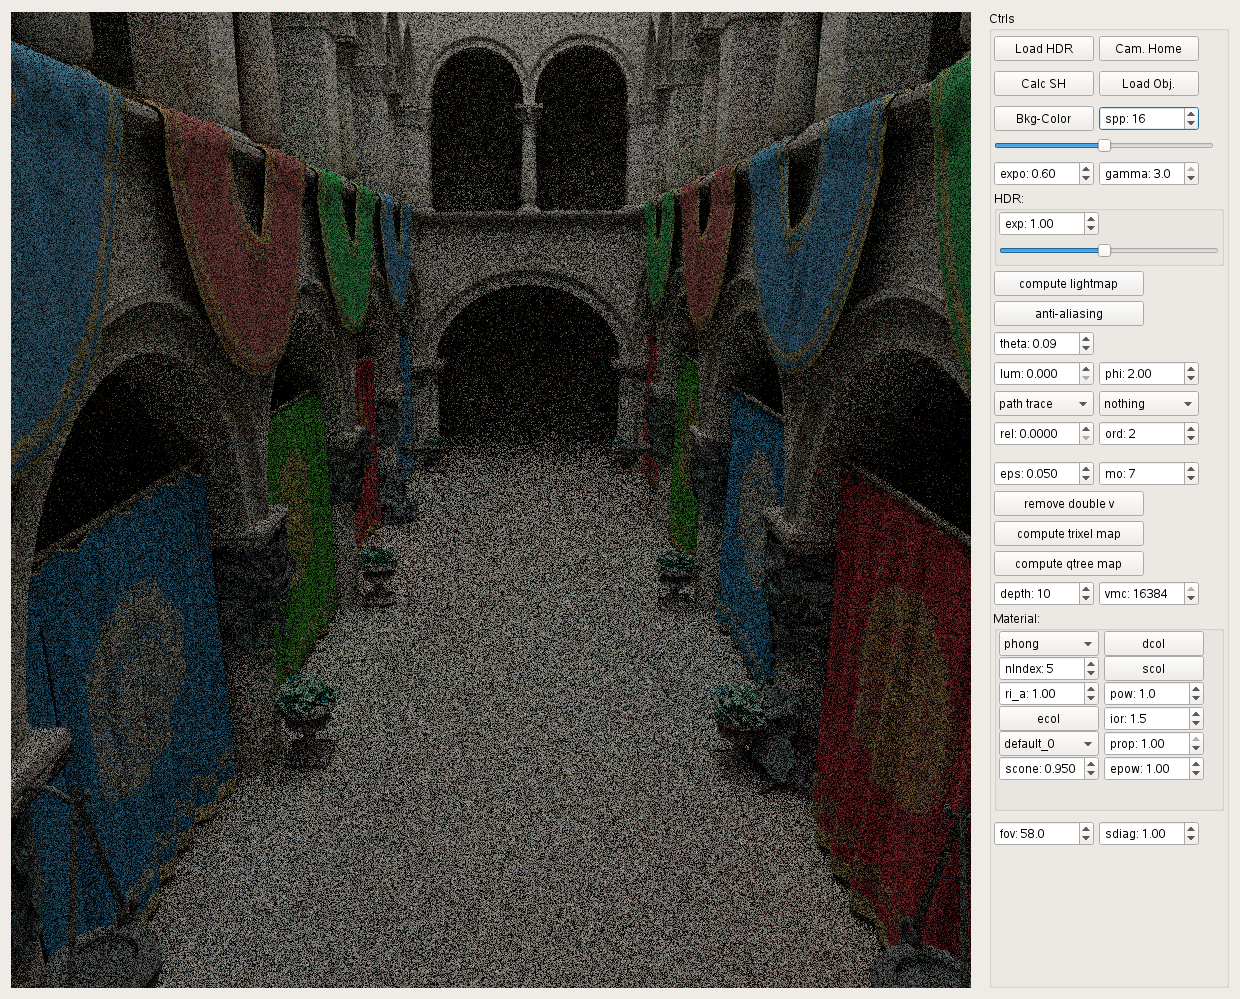 Ctrls
Load HDR Cam. Home
Calc SH Load Obj.
Bkg-Color spp: 16
expo: 0.60 gamma: 3.0
HDR:
exp: 1.00
compute lightmap
anti-aliasing
theta: 0.09
lum: 0.000 phi: 2.00
path trace nothing
rel: 0.0000 ord: 2
eps: 0.050 mo: 7
remove double v
compute trixel map
compute qtree map
depth: 10 vmc: 16384
Material:
phong dcol
nIndex: 5 scol
ri_a: 1.00 pow: 1.0
ecol ior: 1.5
default_0 prop: 1.00
scone: 0.950 epow: 1.00
fov: 58.0 sdiag: 1.00